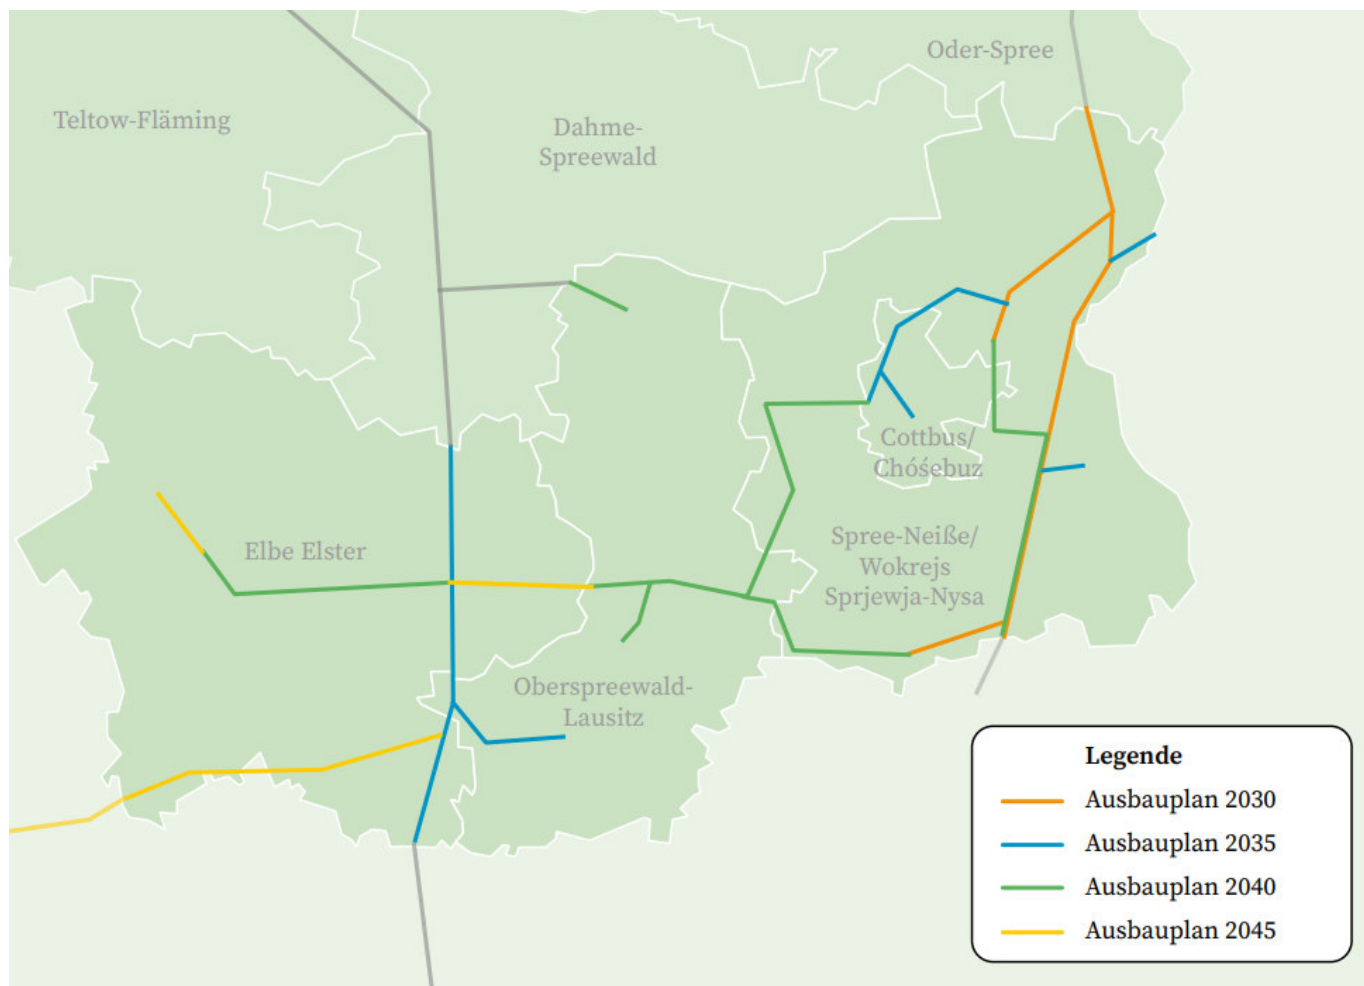 Oder-Spree
Teltow-Fläming
Dahme-
Spreewald
Cottbus/
Chóśebuz
Elbe Elster
Spree-Neiße/
Wokrejs
Sprjewja-Nysa
Oberspreewald-
Lausitz
Legende
Ausbauplan 2030
Ausbauplan 2035
Ausbauplan 2040
Ausbauplan 2045